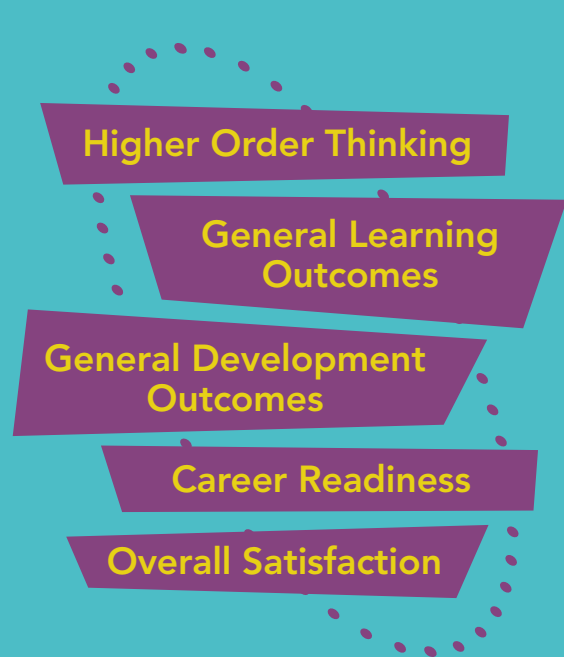 Higher Order Thinking
General Learning
Outcomes
General Development
Outcomes
Career Readiness
Overall Satisfaction